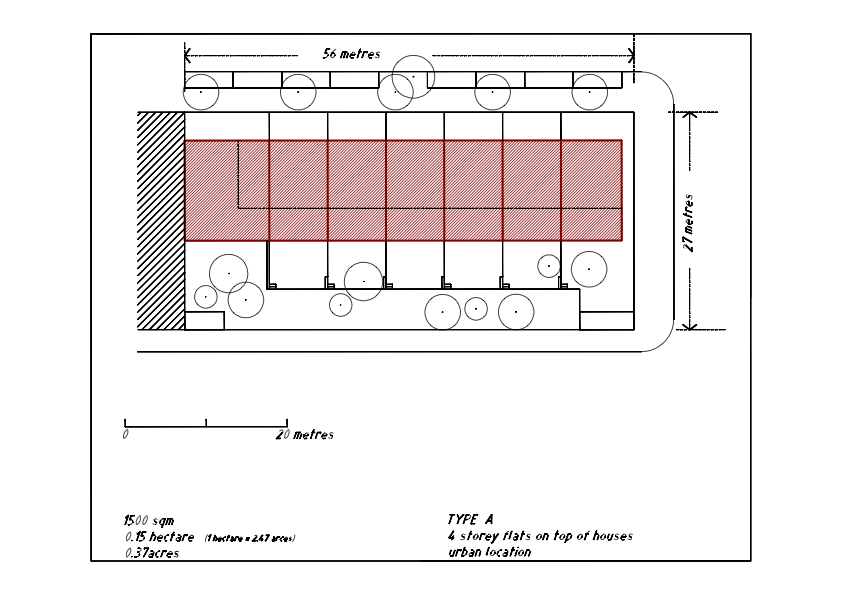 56 metres
27 metres
0 20 metres
1500 sqm
0.15 hectare (1 hectare = 2.47 arces)
0.37acres
TYPE A
4 storey flats on top of houses
urban location